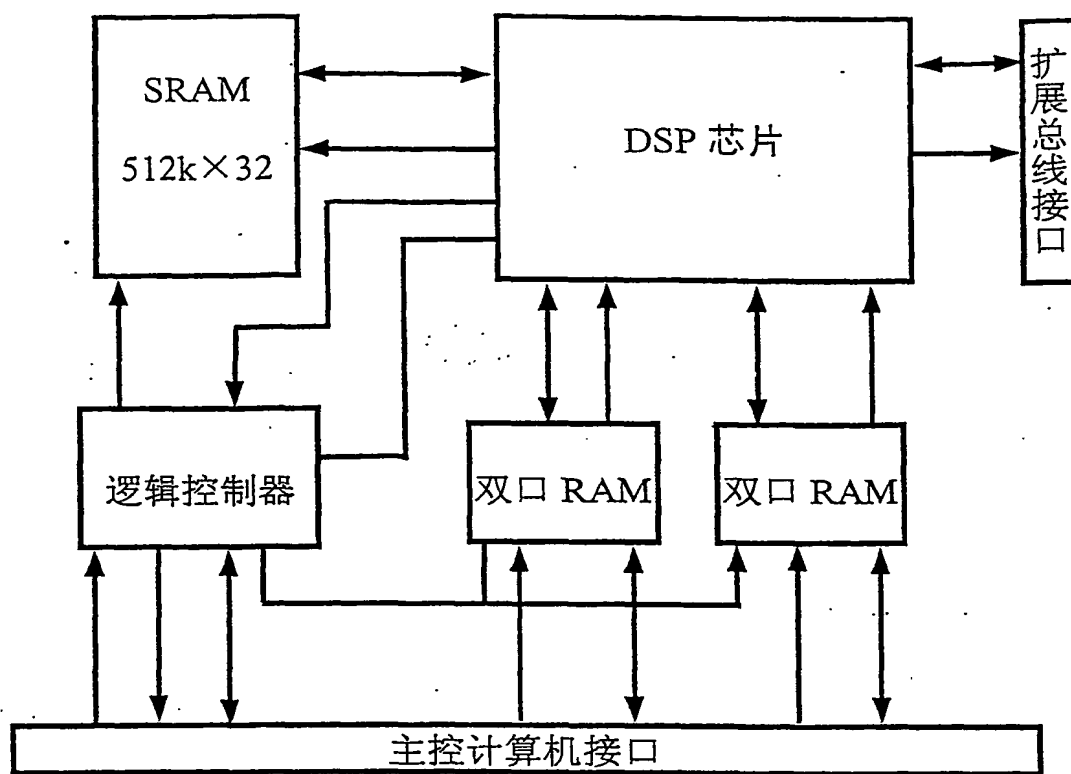 SRAM
512k×32
DSP 芯片
扩展总线接口
逻辑控制器
双口 RAM
双口 RAM
主控计算机接口